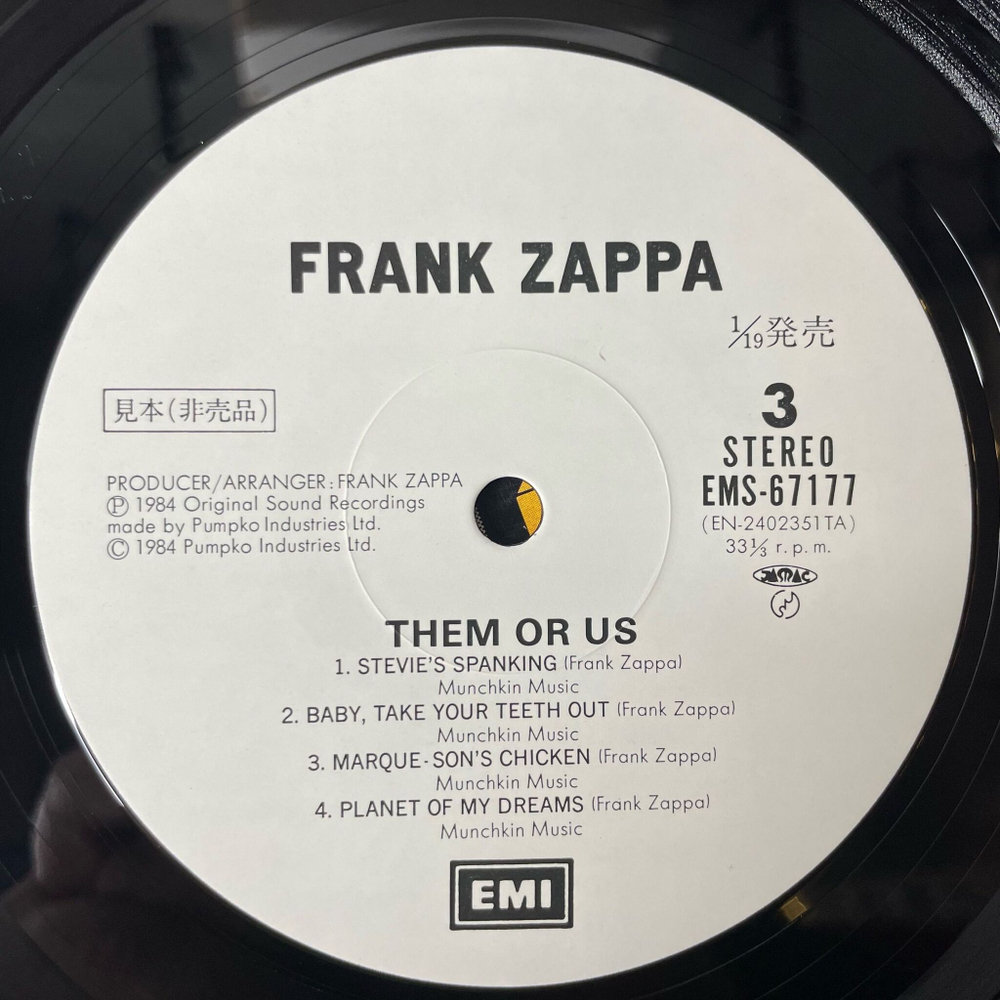 FRANK ZAPPA
1/19発売
見本(非売品)
3
STEREO
EMS-67177
(EN-2402351TA)
33⅓ r.p.m.
JASRAC
PRODUCER/ARRANGER: FRANK ZAPPA
Ⓟ 1984 Original Sound Recordings
made by Pumpko Industries Ltd.
© 1984 Pumpko Industries Ltd.
THEM OR US
1. STEVIE'S SPANKING (Frank Zappa)
Munchkin Music
2. BABY, TAKE YOUR TEETH OUT (Frank Zappa)
Munchkin Music
3. MARQUE-SON'S CHICKEN (Frank Zappa)
Munchkin Music
4. PLANET OF MY DREAMS (Frank Zappa)
Munchkin Music
EMI